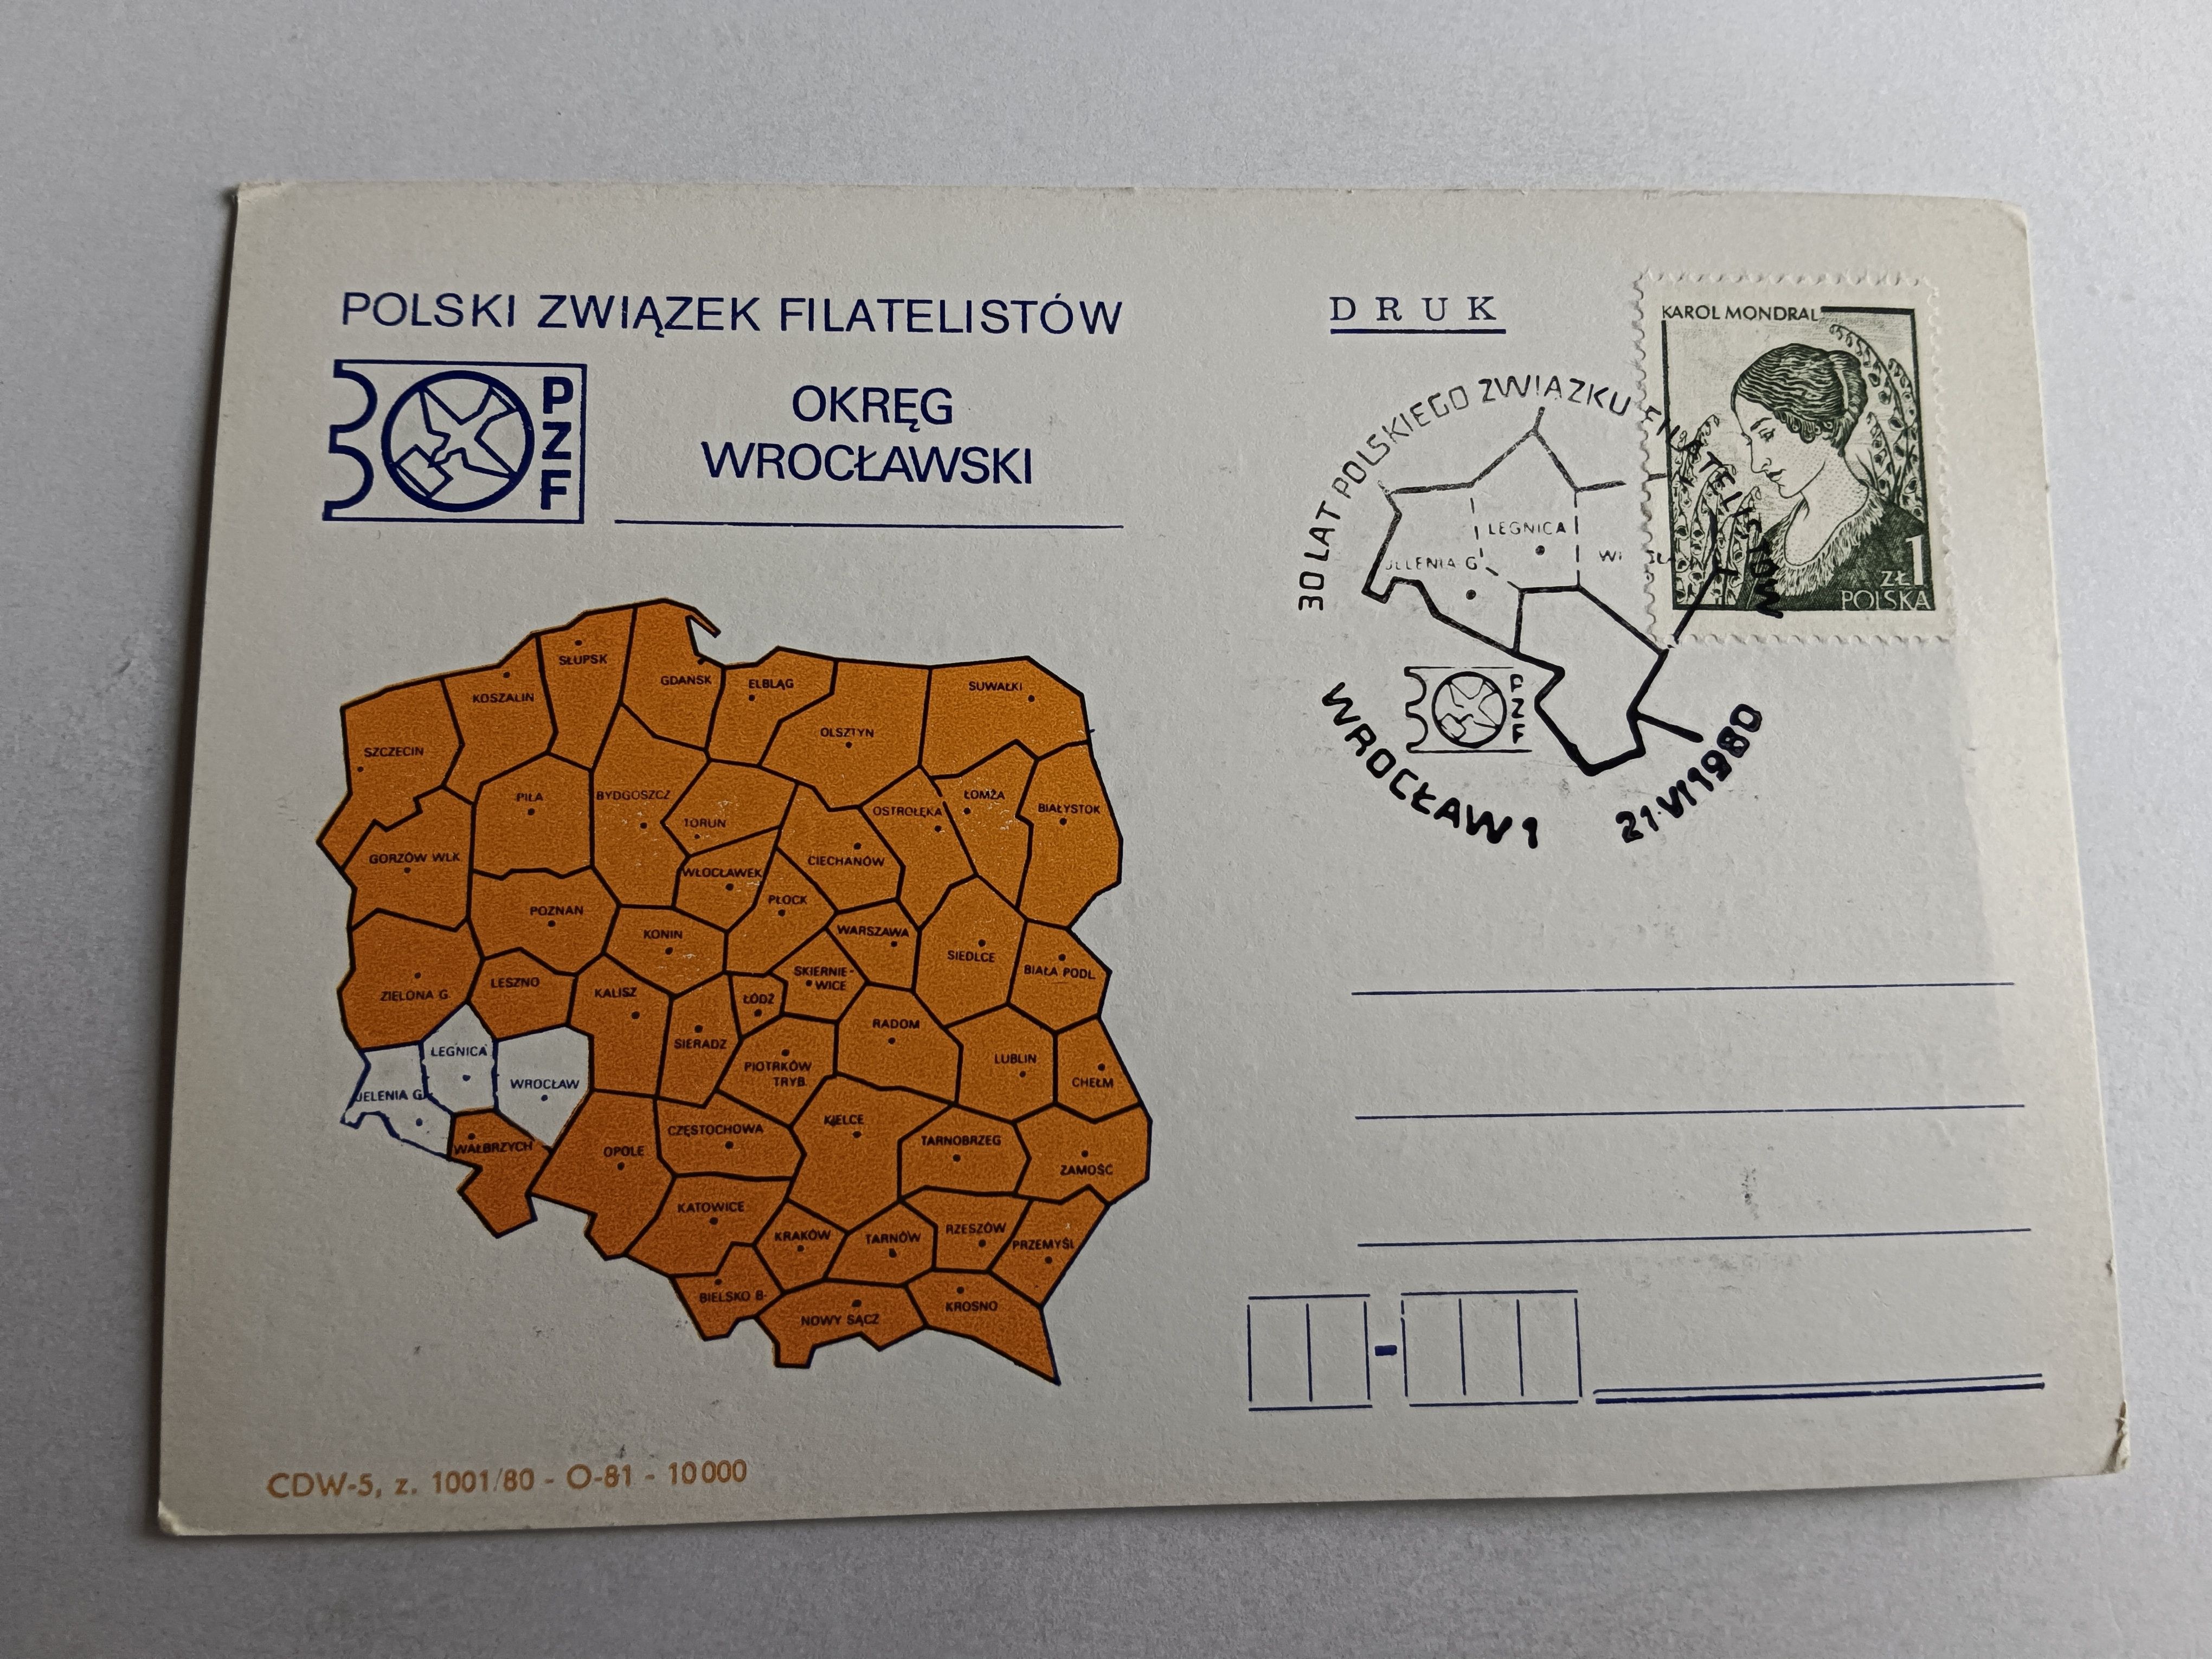 POLSKI ZWIĄZEK FILATELISTÓW
30 PZF
OKRĘG
WROCŁAWSKI
DRUK
KAROL MONDRAL
ZŁ 1
POLSKA
30 LAT POLSKIEGO ZWIĄZKU FILATELISTÓW
LEGNICA
JELENIA G.
30 PZF
WROCŁAW 1
21·VI 1980
SŁUPSK
GDAŃSK
ELBLĄG
SUWAŁKI
KOSZALIN
OLSZTYN
SZCZECIN
PIŁA
BYDGOSZCZ
TORUŃ
OSTROŁĘKA
ŁOMŻA
BIAŁYSTOK
GORZÓW WLK
WŁOCŁAWEK
CIECHANÓW
PŁOCK
POZNAŃ
KONIN
WARSZAWA
SIEDLCE
BIAŁA PODL.
ZIELONA G.
LESZNO
KALISZ
ŁÓDŹ
SKIERNIE-
WICE
SIERADZ
RADOM
LEGNICA
WROCŁAW
JELENIA G.
PIOTRKÓW
TRYB.
LUBLIN
CHEŁM
WAŁBRZYCH
OPOLE
CZĘSTOCHOWA
KIELCE
TARNOBRZEG
ZAMOŚĆ
KATOWICE
KRAKÓW
TARNÓW
RZESZÓW
PRZEMYŚL
BIELSKO B-
NOWY SĄCZ
KROSNO
CDW-5, z. 1001/80 - O-81 - 10000